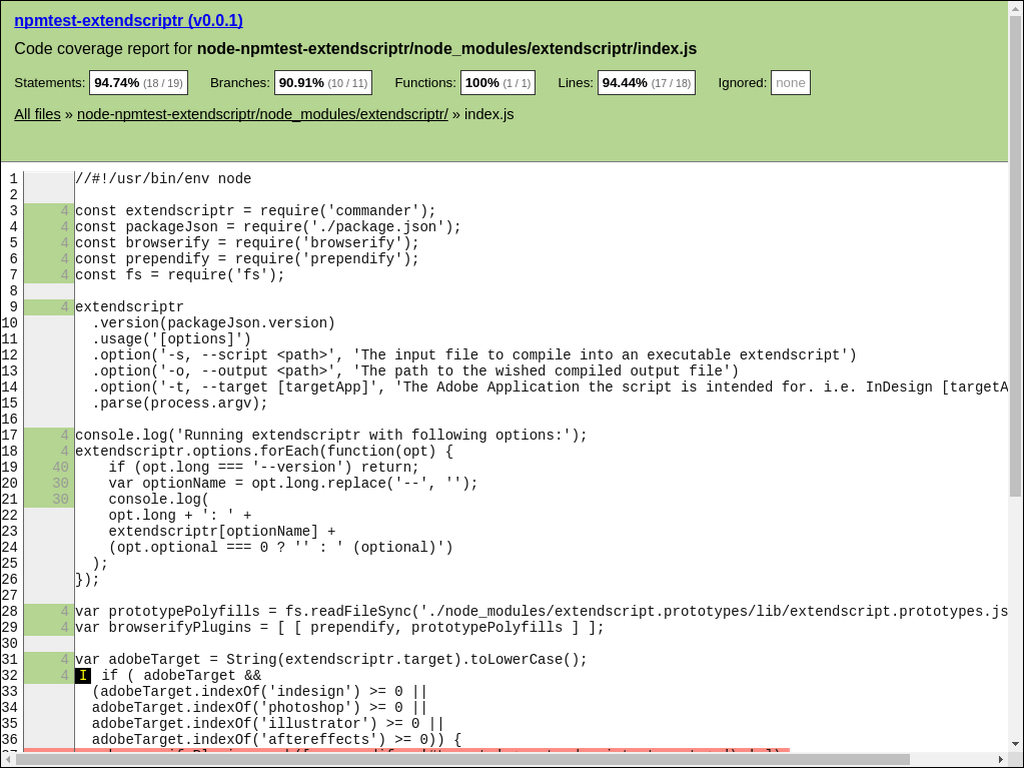 npmtest-extendscriptr (v0.0.1)
Code coverage report for node-npmtest-extendscriptr/node_modules/extendscriptr/index.js
Statements: 94.74% (18 / 19) Branches: 90.91% (10 / 11) Functions: 100% (1 / 1) Lines: 94.44% (17 / 18) Ignored: none
All files » node-npmtest-extendscriptr/node_modules/extendscriptr/ » index.js
1 //#!/usr/bin/env node
2
3 4 const extendscriptr = require('commander');
4 4 const packageJson = require('./package.json');
5 4 const browserify = require('browserify');
6 4 const prependify = require('prependify');
7 4 const fs = require('fs');
8
9 4 extendscriptr
10 .version(packageJson.version)
11 .usage('[options]')
12 .option('-s, --script <path>', 'The input file to compile into an executable extendscript')
13 .option('-o, --output <path>', 'The path to the wished compiled output file')
14 .option('-t, --target [targetApp]', 'The Adobe Application the script is intended for. i.e. InDesign [targetA
15 .parse(process.argv);
16
17 4 console.log('Running extendscriptr with following options:');
18 4 extendscriptr.options.forEach(function(opt) {
19 40 if (opt.long === '--version') return;
20 30 var optionName = opt.long.replace('--', '');
21 30 console.log(
22 opt.long + ': ' +
23 extendscriptr[optionName] +
24 (opt.optional === 0 ? '' : ' (optional)')
25 );
26 });
27
28 4 var prototypePolyfills = fs.readFileSync('./node_modules/extendscript.prototypes/lib/extendscript.prototypes.js
29 4 var browserifyPlugins = [ [ prependify, prototypePolyfills ] ];
30
31 4 var adobeTarget = String(extendscriptr.target).toLowerCase();
32 4 I if ( adobeTarget &&
33 (adobeTarget.indexOf('indesign') >= 0 ||
34 adobeTarget.indexOf('photoshop') >= 0 ||
35 adobeTarget.indexOf('illustrator') >= 0 ||
36 adobeTarget.indexOf('aftereffects') >= 0)) {